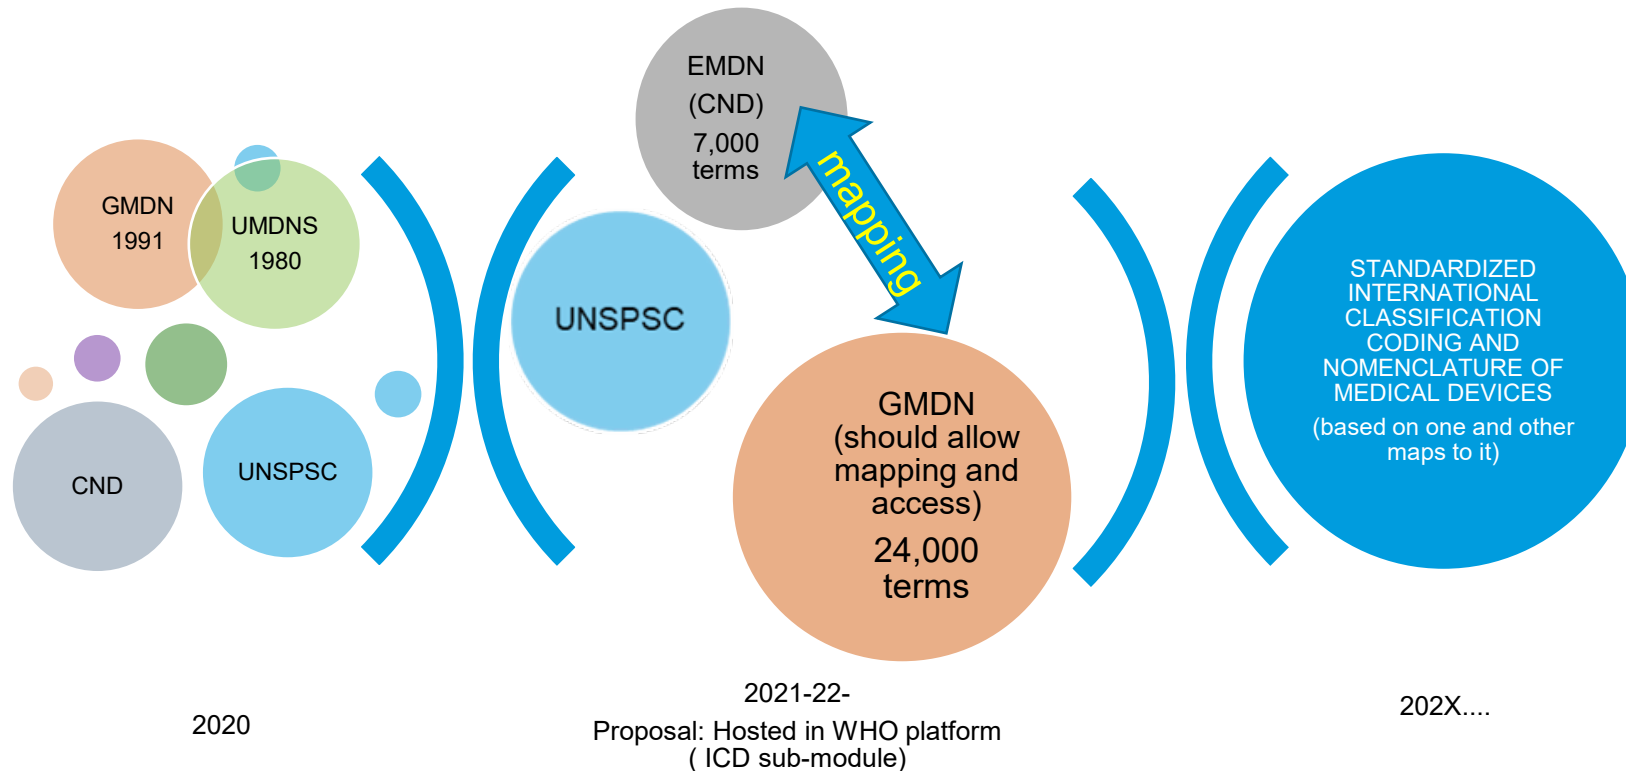 GMDN
1991
UMDNS
1980
CND
UNSPSC
2020
EMDN
(CND)
7,000
terms
mapping
UNSPSC
GMDN
(should allow
mapping and
access)
24,000
terms
2021-22-
Proposal: Hosted in WHO platform
( ICD sub-module)
STANDARDIZED
INTERNATIONAL
CLASSIFICATION
CODING AND
NOMENCLATURE OF
MEDICAL DEVICES
(based on one and other
maps to it)
202X....